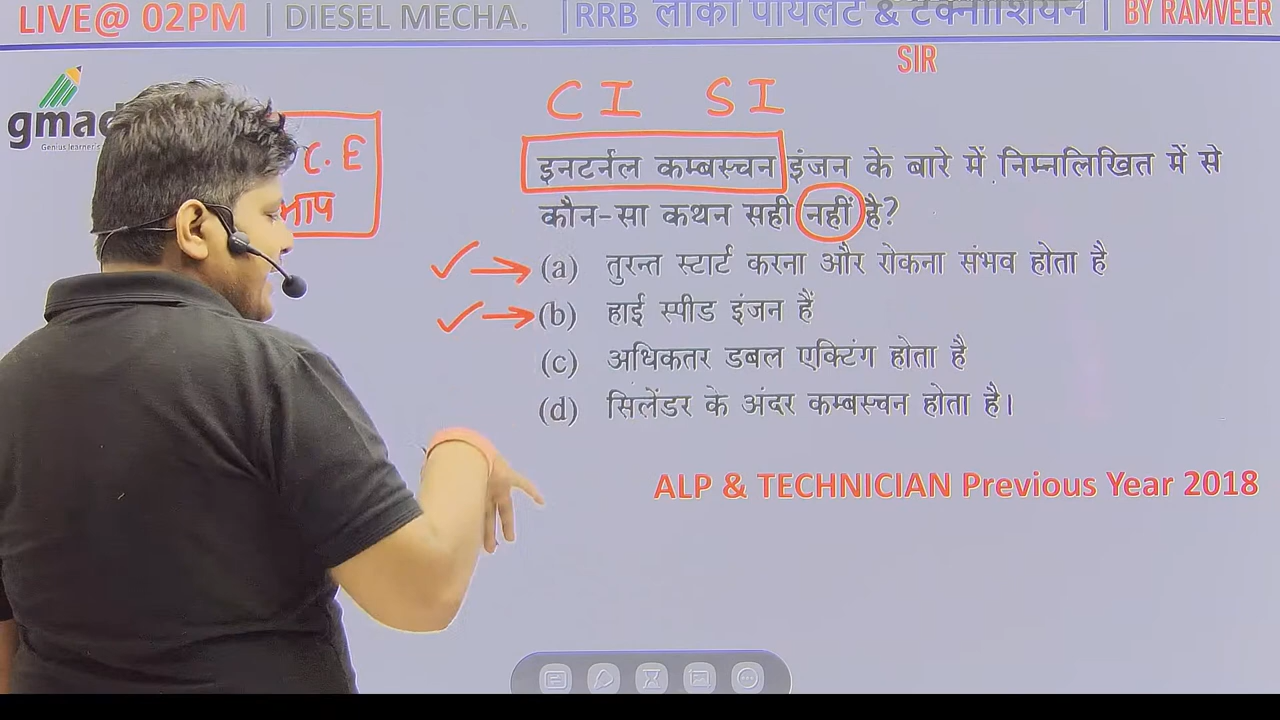 LIVE@ 02PM | DIESEL MECHA. |RRB लोको पायलट & टेक्नीशियन | BY RAMVEER
SIR
Genius learner's
CI SI
C.E
भाप
इनटर्नल कम्बस्चन इंजन के बारे में निम्नलिखित में से
कौन-सा कथन सही नहीं है?
(a) तुरन्त स्टार्ट करना और रोकना संभव होता है
(b) हाई स्पीड इंजन हैं
(c) अधिकतर डबल एक्टिंग होता है
(d) सिलेंडर के अंदर कम्बस्चन होता है।
ALP & TECHNICIAN Previous Year 2018